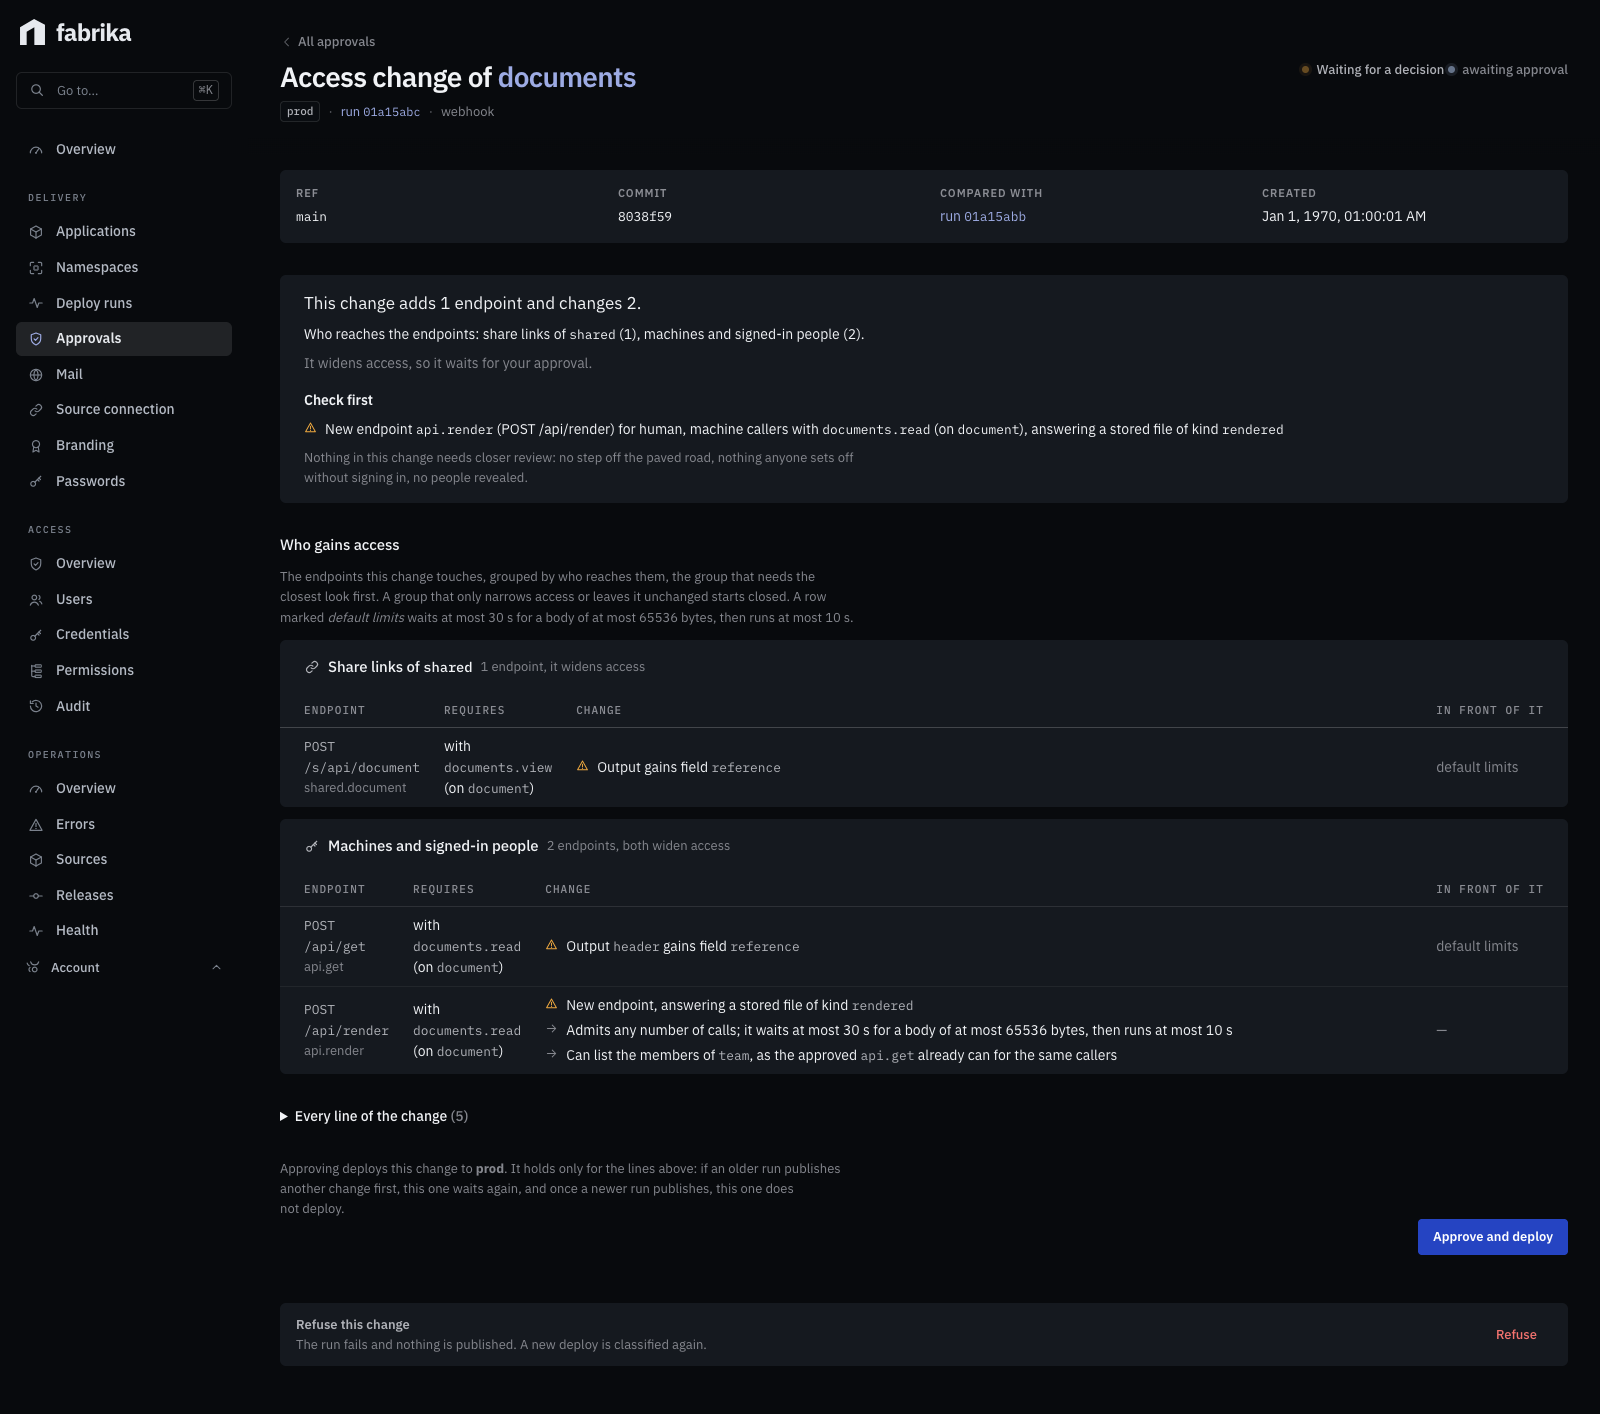 fabrika
Go to...
⌘K
Overview
DELIVERY
Applications
Namespaces
Deploy runs
Approvals
Mail
Source connection
Branding
Passwords
ACCESS
Overview
Users
Credentials
Permissions
Audit
OPERATIONS
Overview
Errors
Sources
Releases
Health
Account
All approvals
Access change of documents
Waiting for a decision awaiting approval
prod · run 01a15abc · webhook
REF COMMIT COMPARED WITH CREATED
main 8038f59 run 01a15abb Jan 1, 1970, 01:00:01 AM
This change adds 1 endpoint and changes 2.
Who reaches the endpoints: share links of shared (1), machines and signed-in people (2).
It widens access, so it waits for your approval.
Check first
New endpoint api.render (POST /api/render) for human, machine callers with documents.read (on document), answering a stored file of kind rendered
Nothing in this change needs closer review: no step off the paved road, nothing anyone sets off
without signing in, no people revealed.
Who gains access
The endpoints this change touches, grouped by who reaches them, the group that needs the
closest look first. A group that only narrows access or leaves it unchanged starts closed. A row
marked default limits waits at most 30 s for a body of at most 65536 bytes, then runs at most 10 s.
Share links of shared 1 endpoint, it widens access
ENDPOINT REQUIRES CHANGE IN FRONT OF IT
POST
/s/api/document
shared.document
with
documents.view
(on document)
Output gains field reference
default limits
Machines and signed-in people 2 endpoints, both widen access
ENDPOINT REQUIRES CHANGE IN FRONT OF IT
POST
/api/get
api.get
with
documents.read
(on document)
Output header gains field reference
default limits
POST
/api/render
api.render
with
documents.read
(on document)
New endpoint, answering a stored file of kind rendered
→ Admits any number of calls; it waits at most 30 s for a body of at most 65536 bytes, then runs at most 10 s
→ Can list the members of team, as the approved api.get already can for the same callers
—
Every line of the change (5)
Approving deploys this change to prod. It holds only for the lines above: if an older run publishes
another change first, this one waits again, and once a newer run publishes, this one does
not deploy.
Approve and deploy
Refuse this change
The run fails and nothing is published. A new deploy is classified again.
Refuse